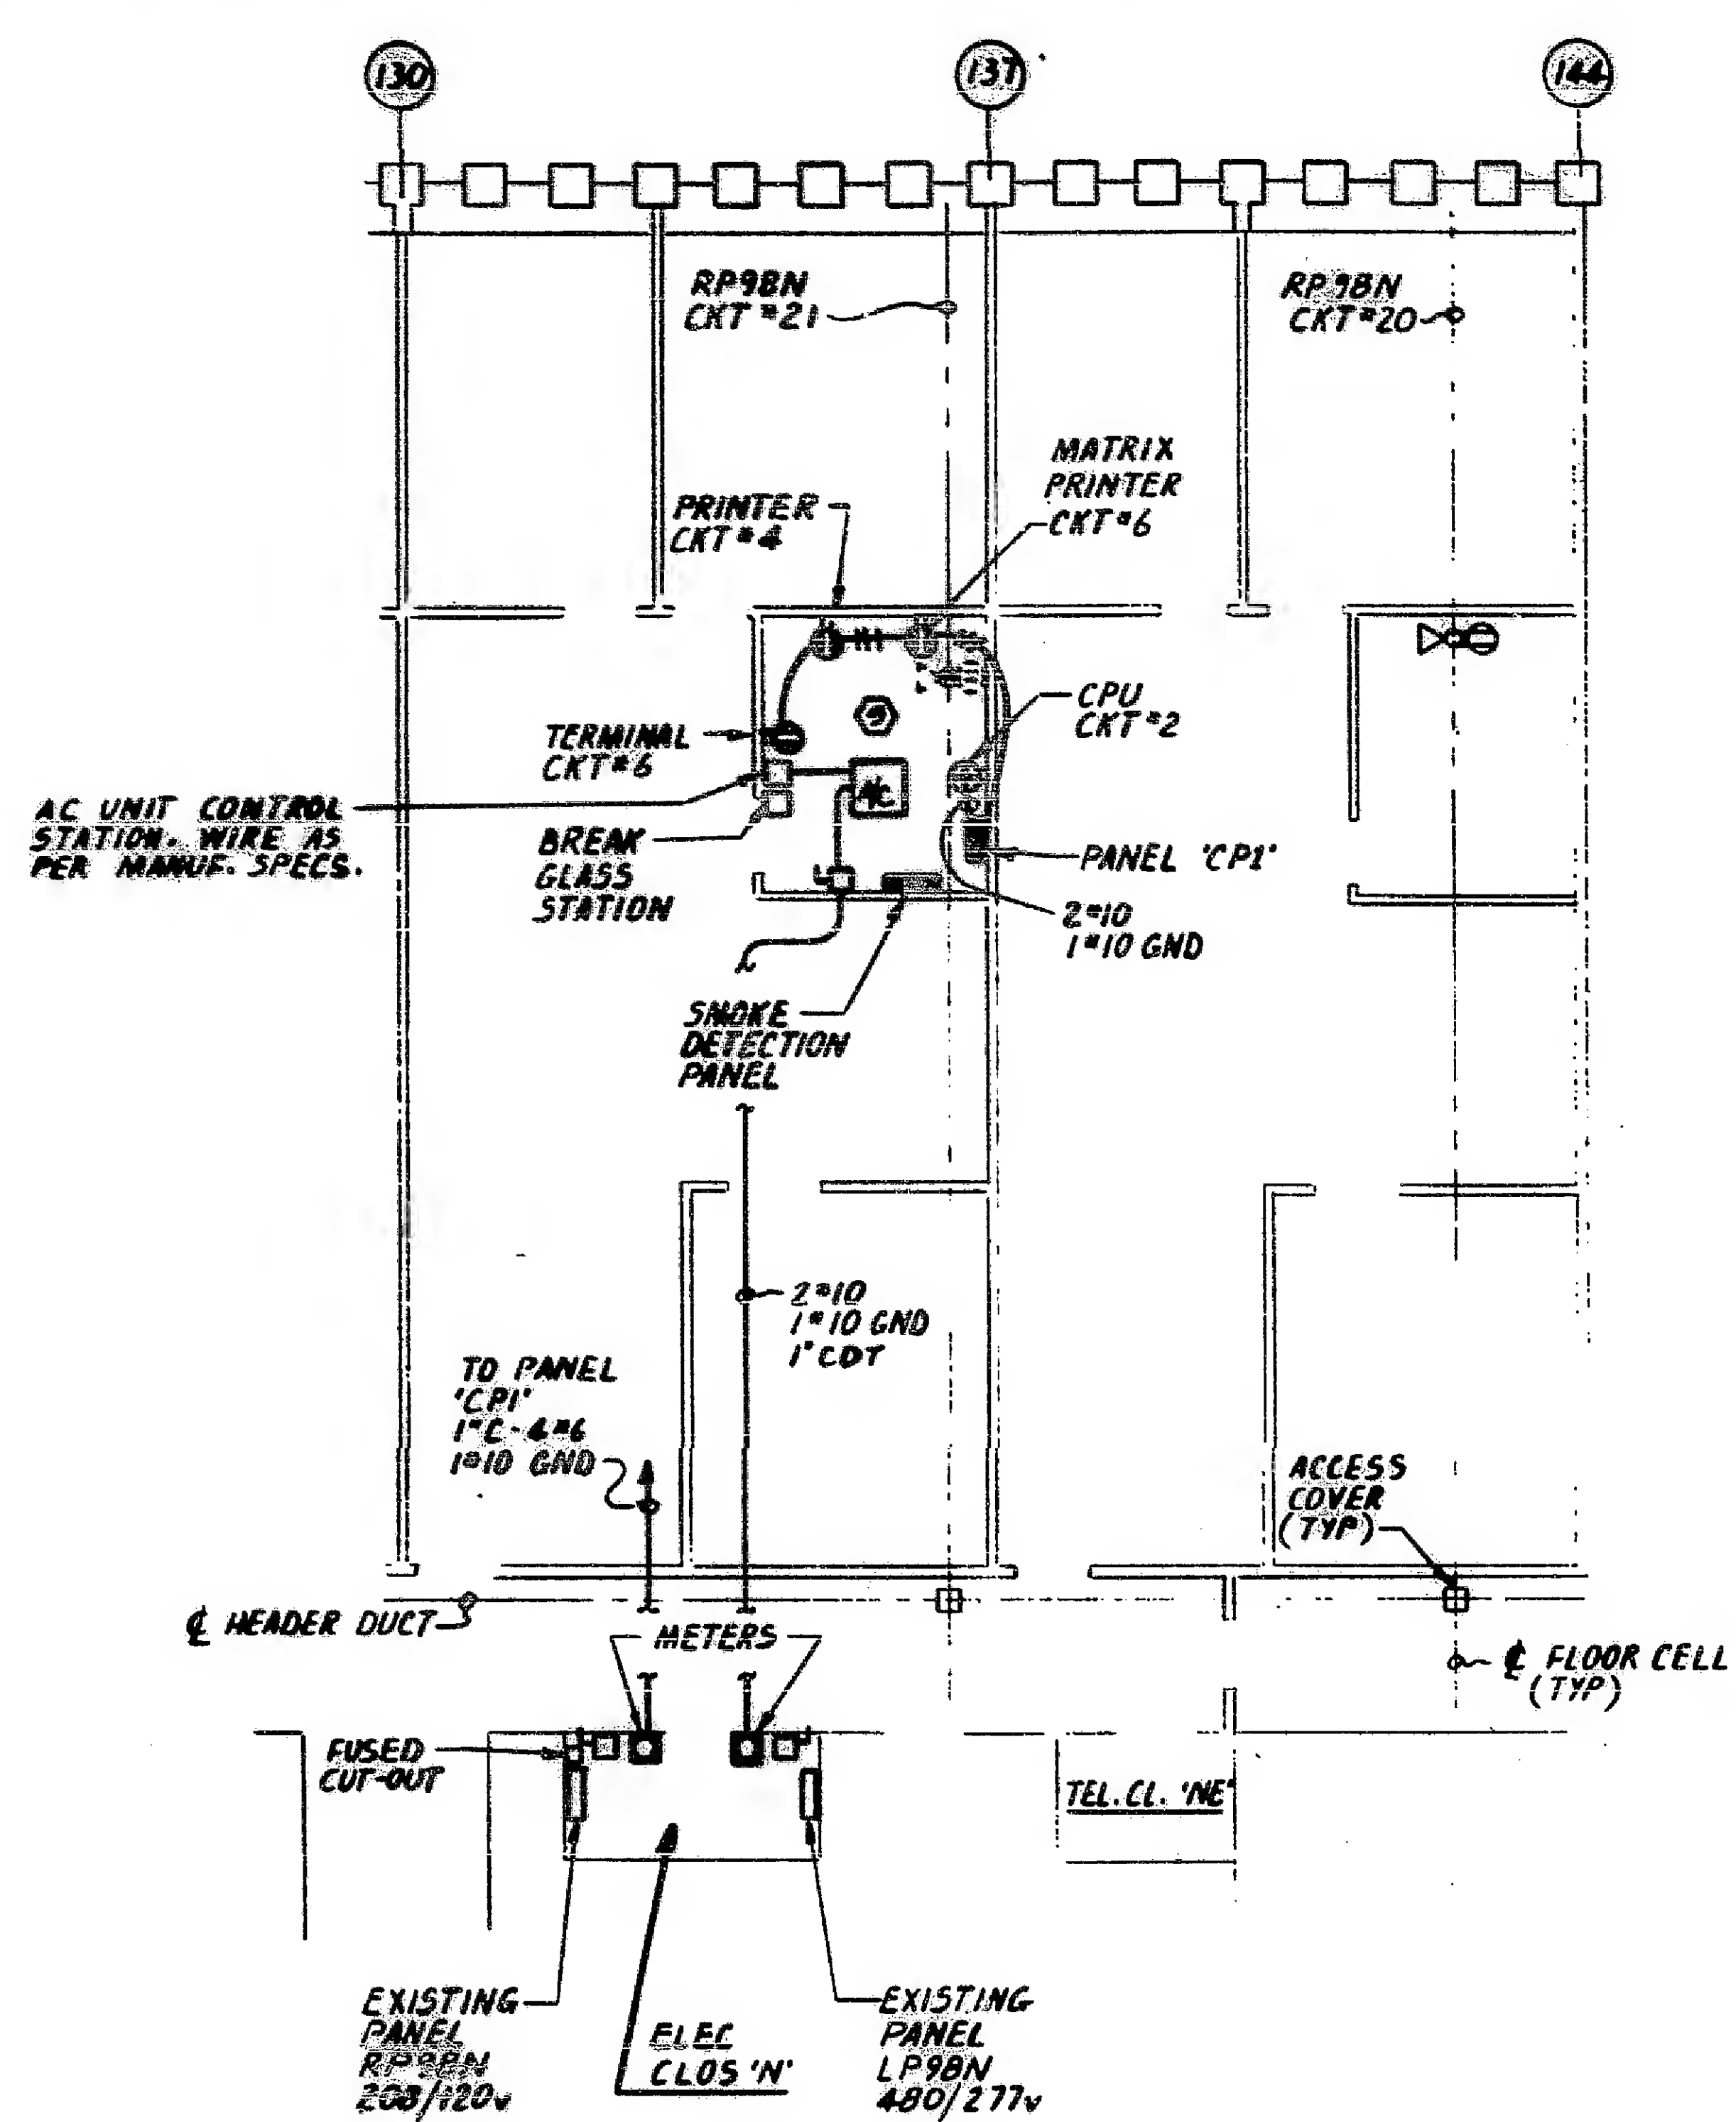 130
137
144
RP9BN
CKT #21
RP9BN
CKT #20
MATRIX
PRINTER
CKT #6
PRINTER
CKT #4
CPU
CKT #2
TERMINAL
CKT #6
A/C
AC UNIT CONTROL
STATION. WIRE AS
PER MANUF. SPECS.
BREAK
GLASS
STATION
PANEL 'CP1'
2#10
1#10 GND
SMOKE
DETECTION
PANEL
2#10
1#10 GND
1" CDT
TO PANEL
'CP1'
1"C-4#6
1#10 GND
ACCESS
COVER
(TYP)
℄ HEADER DUCT
METERS
℄ FLOOR CELL
(TYP)
FUSED
CUT-OUT
TEL. CL. 'NE'
EXISTING
PANEL
RP9BN
208/120v
ELEC
CLOS 'N'
EXISTING
PANEL
LP9BN
480/277v